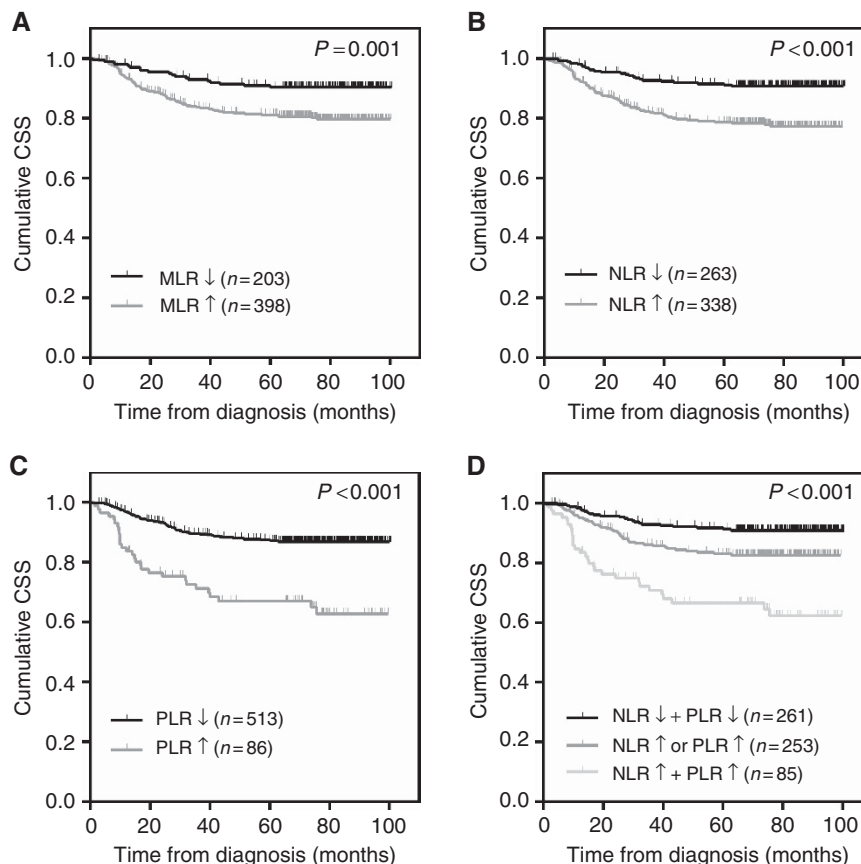 A
P = 0.001
1.0
0.8
0.6
0.4
0.2
0.0
Cumulative CSS
MLR ↓ (n=203)
MLR ↑ (n=398)
0 20 40 60 80 100
Time from diagnosis (months)
B
P <0.001
1.0
0.8
0.6
0.4
0.2
0.0
Cumulative CSS
NLR ↓ (n=263)
NLR ↑ (n=338)
0 20 40 60 80 100
Time from diagnosis (months)
C
P <0.001
1.0
0.8
0.6
0.4
0.2
0.0
Cumulative CSS
PLR ↓ (n=513)
PLR ↑ (n=86)
0 20 40 60 80 100
Time from diagnosis (months)
D
P <0.001
1.0
0.8
0.6
0.4
0.2
0.0
Cumulative CSS
NLR ↓ + PLR ↓ (n=261)
NLR ↑ or PLR ↑ (n=253)
NLR ↑ + PLR ↑ (n=85)
0 20 40 60 80 100
Time from diagnosis (months)